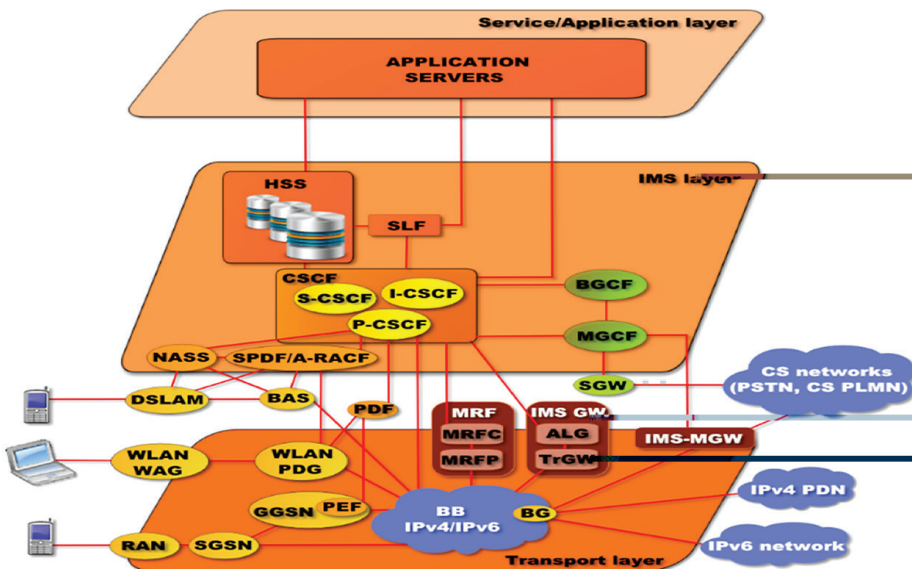 Service/Application layer
APPLICATION
SERVERS
IMS layer
HSS
SLF
CSCF
S-CSCF
I-CSCF
P-CSCF
BGCF
MGCF
SGW
NASS
SPDF/A-RACF
DSLAM
BAS
PDF
CS networks
(PSTN, CS PLMN)
MRF
MRFC
MRFP
IMS GW
ALG
TrGW
IMS-MGW
WLAN
WAG
WLAN
PDG
GGSN
PEF
BB
IPv4/IPv6
BG
IPv4 PDN
IPv6 network
RAN
SGSN
Transport layer